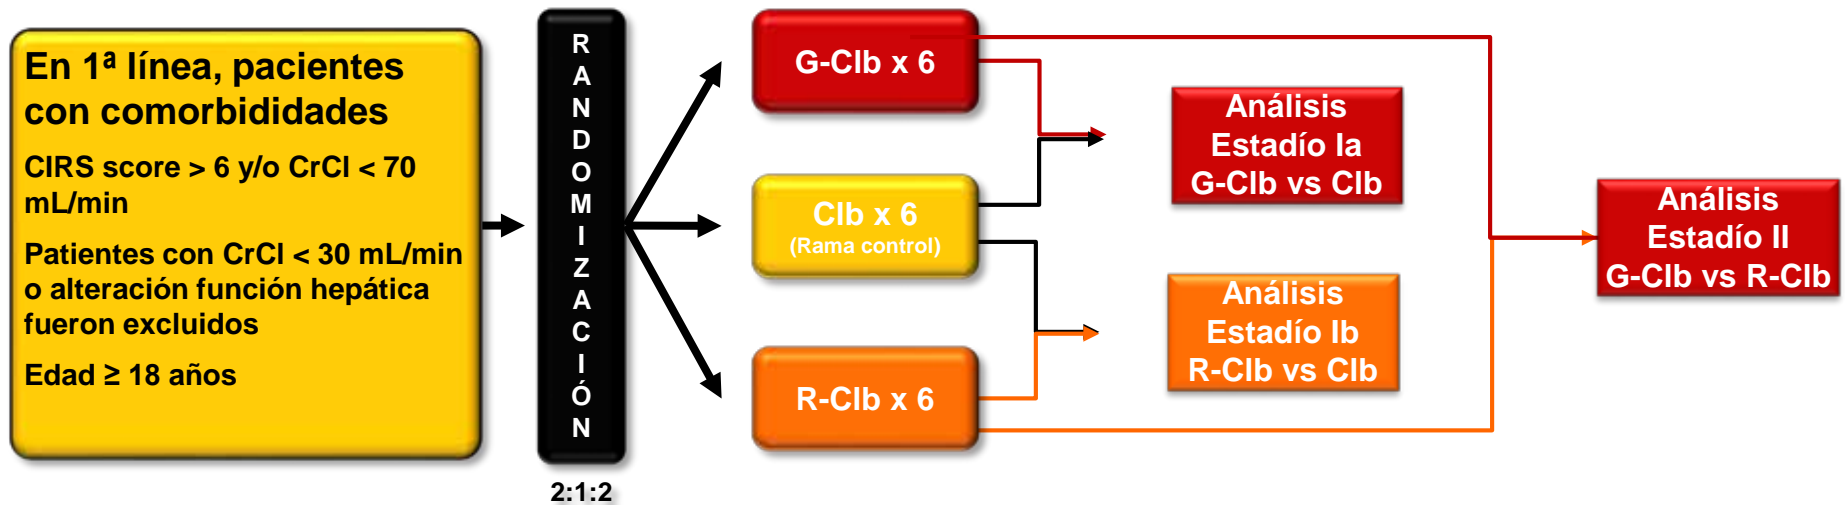 En 1ª línea, pacientes
con comorbididades
CIRS score > 6 y/o CrCl < 70
mL/min
Patientes con CrCl < 30 mL/min
o alteración función hepática
fueron excluidos
Edad ≥ 18 años
R
A
N
D
O
M
I
Z
A
C
I
Ó
N
2:1:2
G-Clb x 6
Clb x 6
(Rama control)
R-Clb x 6
Análisis
Estadío Ia
G-Clb vs Clb
Análisis
Estadío Ib
R-Clb vs Clb
Análisis
Estadío II
G-Clb vs R-Clb